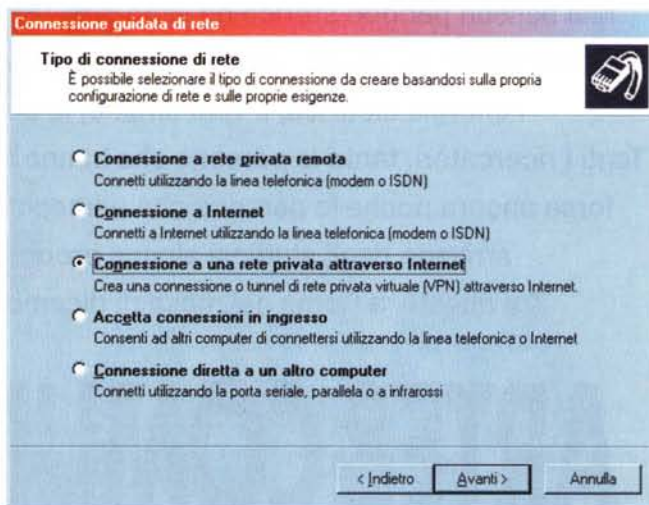 Connessione guidata di rete
Tipo di connessione di rete
È possibile selezionare il tipo di connessione da creare basandosi sulla propria
configurazione di rete e sulle proprie esigenze.
Connessione a rete privata remota
Connetti utilizzando la linea telefonica (modem o ISDN)
Connessione a Internet
Connetti a Internet utilizzando la linea telefonica (modem o ISDN)
Connessione a una rete privata attraverso Internet
Crea una connessione o tunnel di rete privata virtuale (VPN) attraverso Internet.
Accetta connessioni in ingresso
Consenti ad altri computer di connettersi utilizzando la linea telefonica o Internet
Connessione diretta a un altro computer
Connetti utilizzando la porta seriale, parallela o a infrarossi
< Indietro Avanti > Annulla